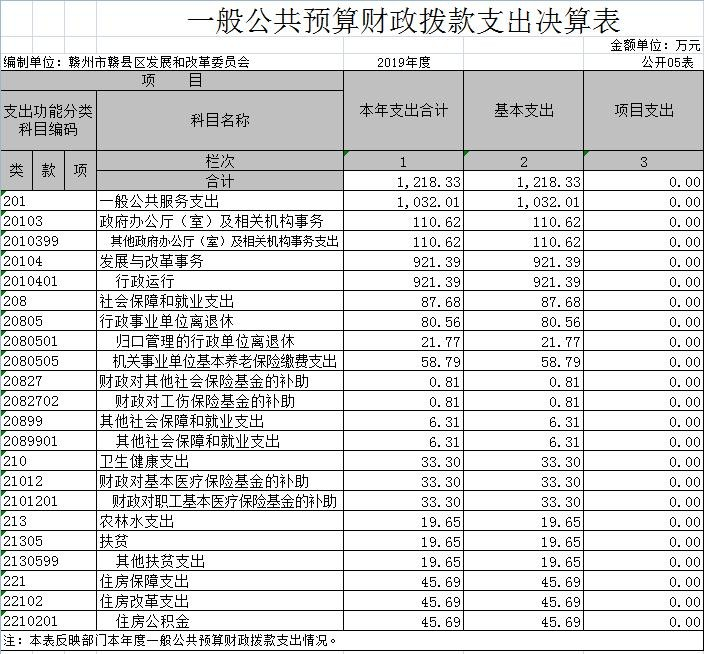 一般公共预算财政拨款支出决算表
金额单位：万元
编制单位：赣州市赣县区发展和改革委员会 2019年度 公开05表
项 目 本年支出合计 基本支出 项目支出
支出功能分类科目编码 科目名称
类 款 项 栏次 1 2 3
合计 1,218.33 1,218.33 0.00
201 一般公共服务支出 1,032.01 1,032.01 0.00
20103 政府办公厅（室）及相关机构事务 110.62 110.62 0.00
2010399 其他政府办公厅（室）及相关机构事务支出 110.62 110.62 0.00
20104 发展与改革事务 921.39 921.39 0.00
2010401 行政运行 921.39 921.39 0.00
208 社会保障和就业支出 87.68 87.68 0.00
20805 行政事业单位离退休 80.56 80.56 0.00
2080501 归口管理的行政单位离退休 21.77 21.77 0.00
2080505 机关事业单位基本养老保险缴费支出 58.79 58.79 0.00
20827 财政对其他社会保险基金的补助 0.81 0.81 0.00
2082702 财政对工伤保险基金的补助 0.81 0.81 0.00
20899 其他社会保障和就业支出 6.31 6.31 0.00
2089901 其他社会保障和就业支出 6.31 6.31 0.00
210 卫生健康支出 33.30 33.30 0.00
21012 财政对基本医疗保险基金的补助 33.30 33.30 0.00
2101201 财政对职工基本医疗保险基金的补助 33.30 33.30 0.00
213 农林水支出 19.65 19.65 0.00
21305 扶贫 19.65 19.65 0.00
2130599 其他扶贫支出 19.65 19.65 0.00
221 住房保障支出 45.69 45.69 0.00
22102 住房改革支出 45.69 45.69 0.00
2210201 住房公积金 45.69 45.69 0.00
注：本表反映部门本年度一般公共预算财政拨款支出情况。